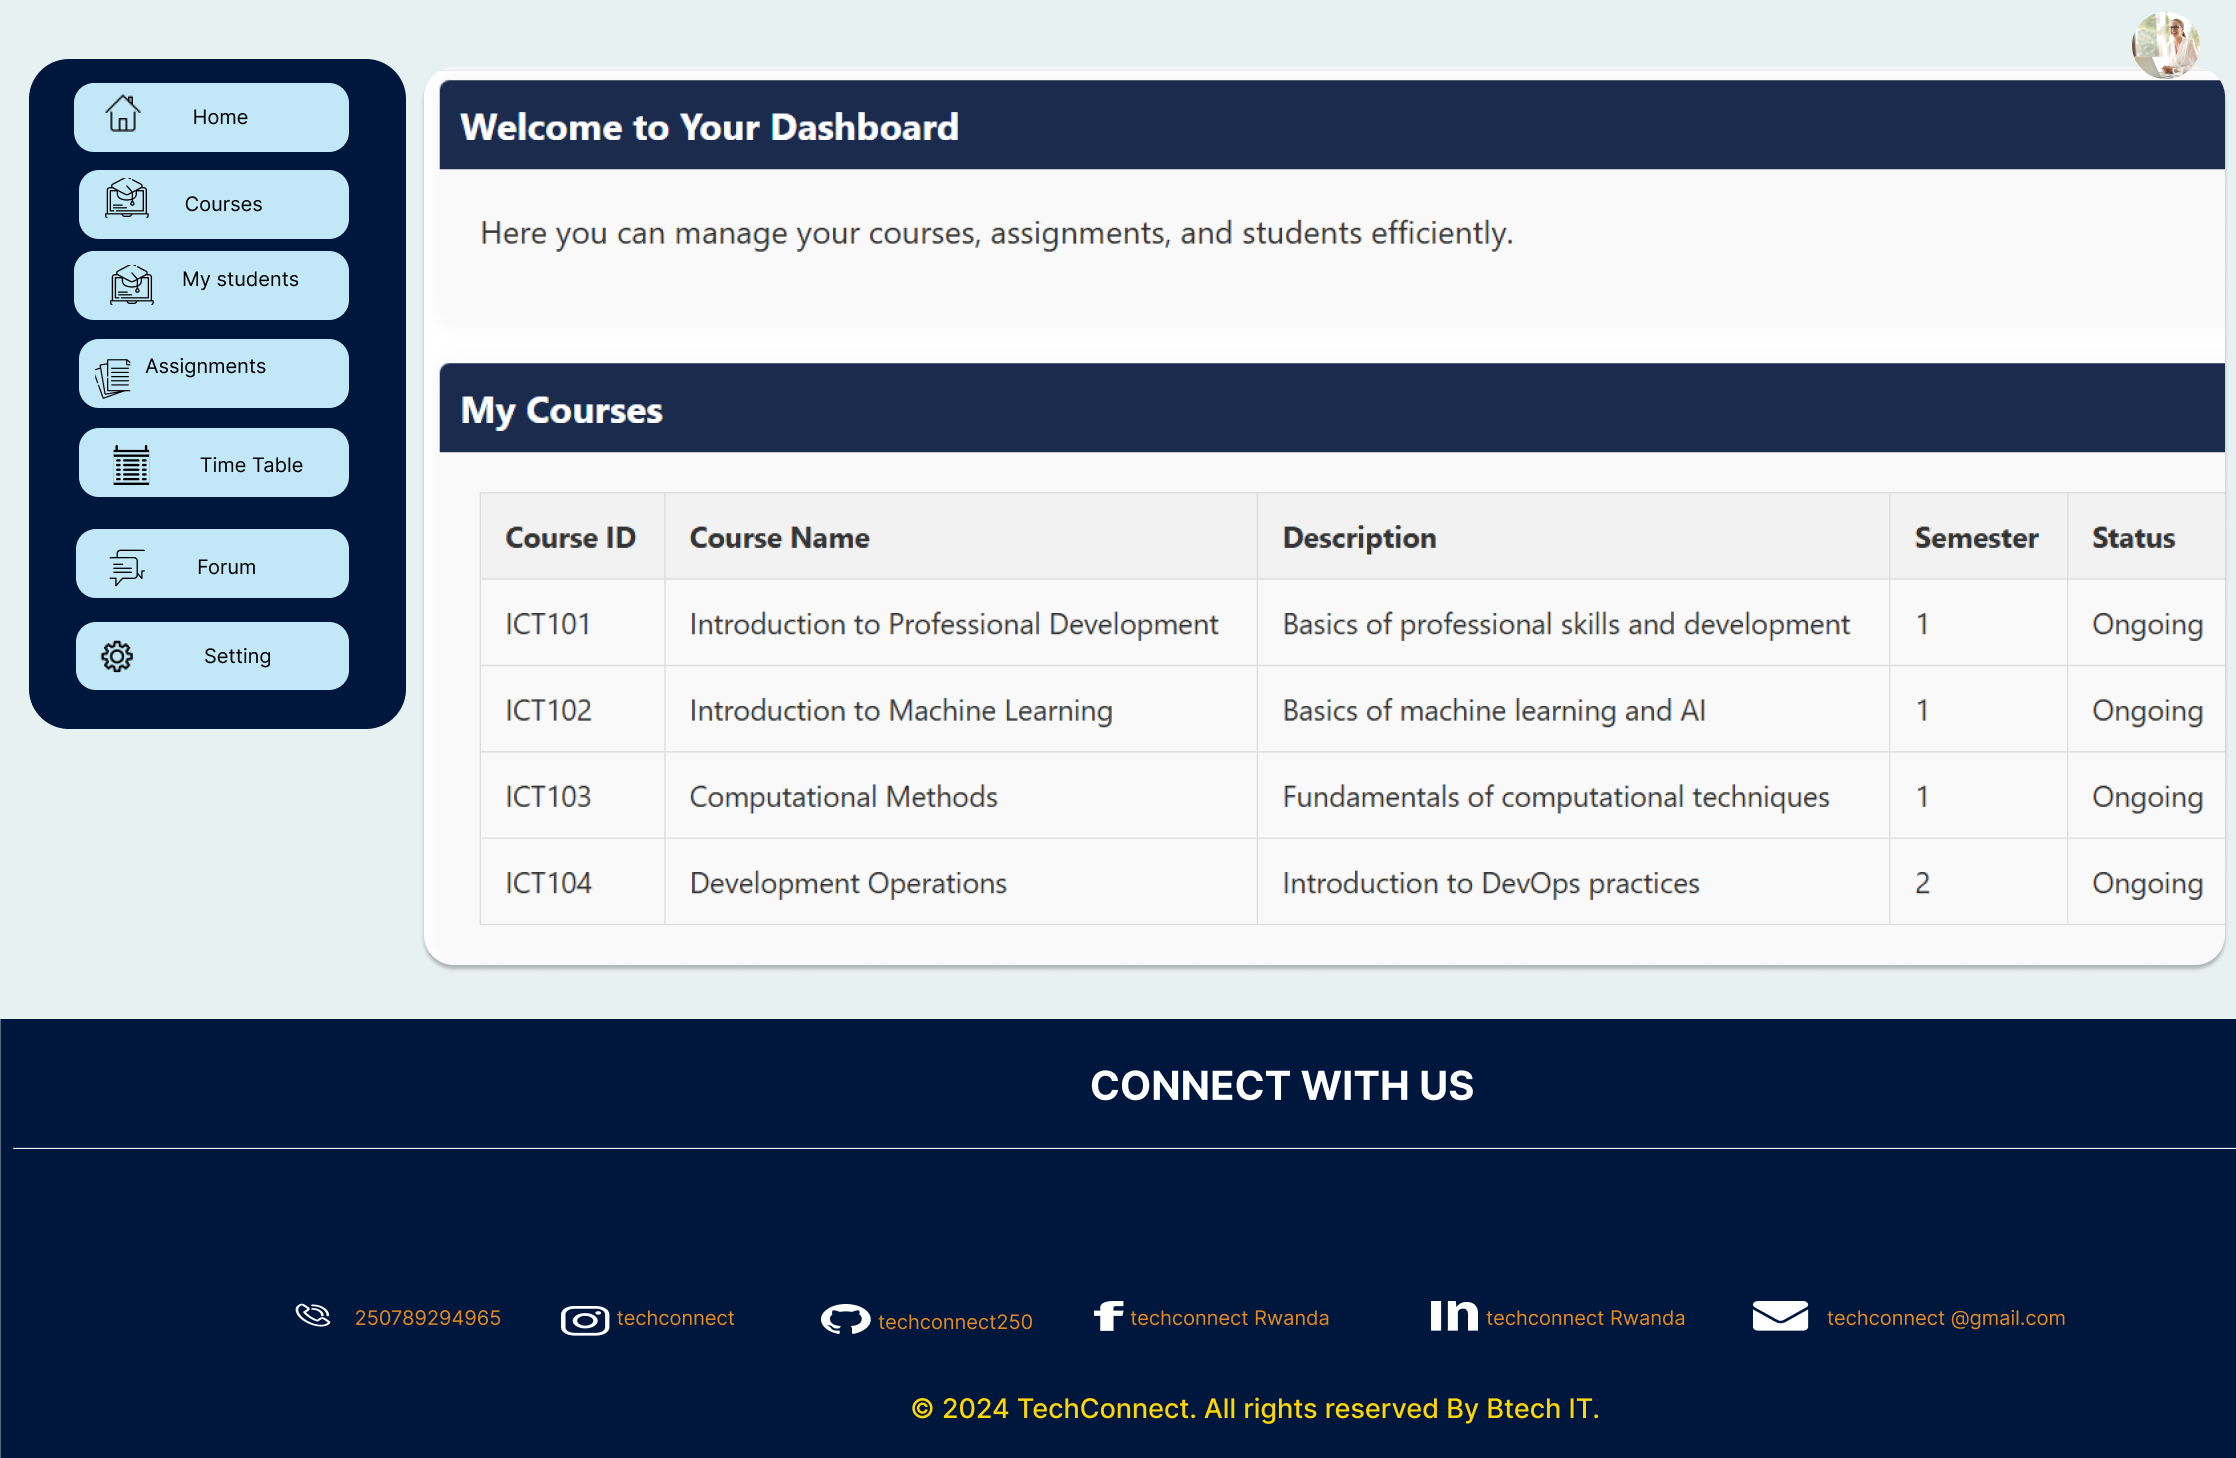 Home
Courses
My students
Assignments
Time Table
Forum
Setting
Welcome to Your Dashboard
Here you can manage your courses, assignments, and students efficiently.
My Courses
Course ID Course Name Description Semester Status
ICT101 Introduction to Professional Development Basics of professional skills and development 1 Ongoing
ICT102 Introduction to Machine Learning Basics of machine learning and AI 1 Ongoing
ICT103 Computational Methods Fundamentals of computational techniques 1 Ongoing
ICT104 Development Operations Introduction to DevOps practices 2 Ongoing
CONNECT WITH US
250789294965 techconnect techconnect250 techconnect Rwanda techconnect Rwanda techconnect @gmail.com
© 2024 TechConnect. All rights reserved By Btech IT.